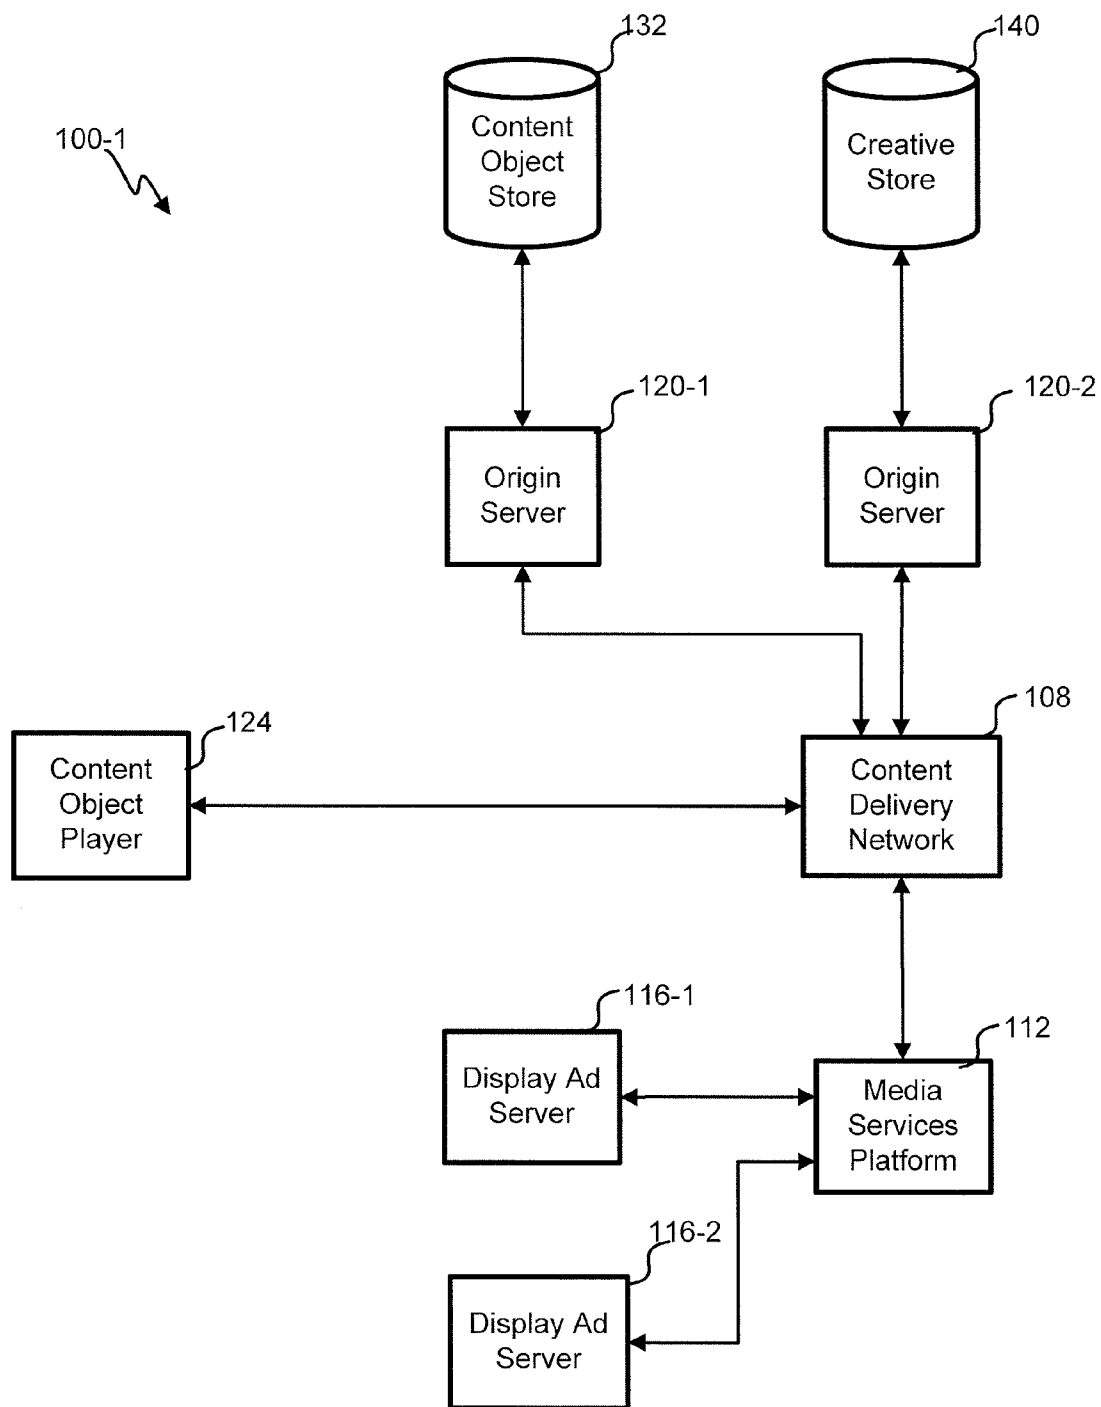 132
140
100-1
Content
Object
Store
Creative
Store
120-1
120-2
Origin
Server
Origin
Server
124
108
Content
Object
Player
Content
Delivery
Network
116-1
112
Display Ad
Server
Media
Services
Platform
116-2
Display Ad
Server